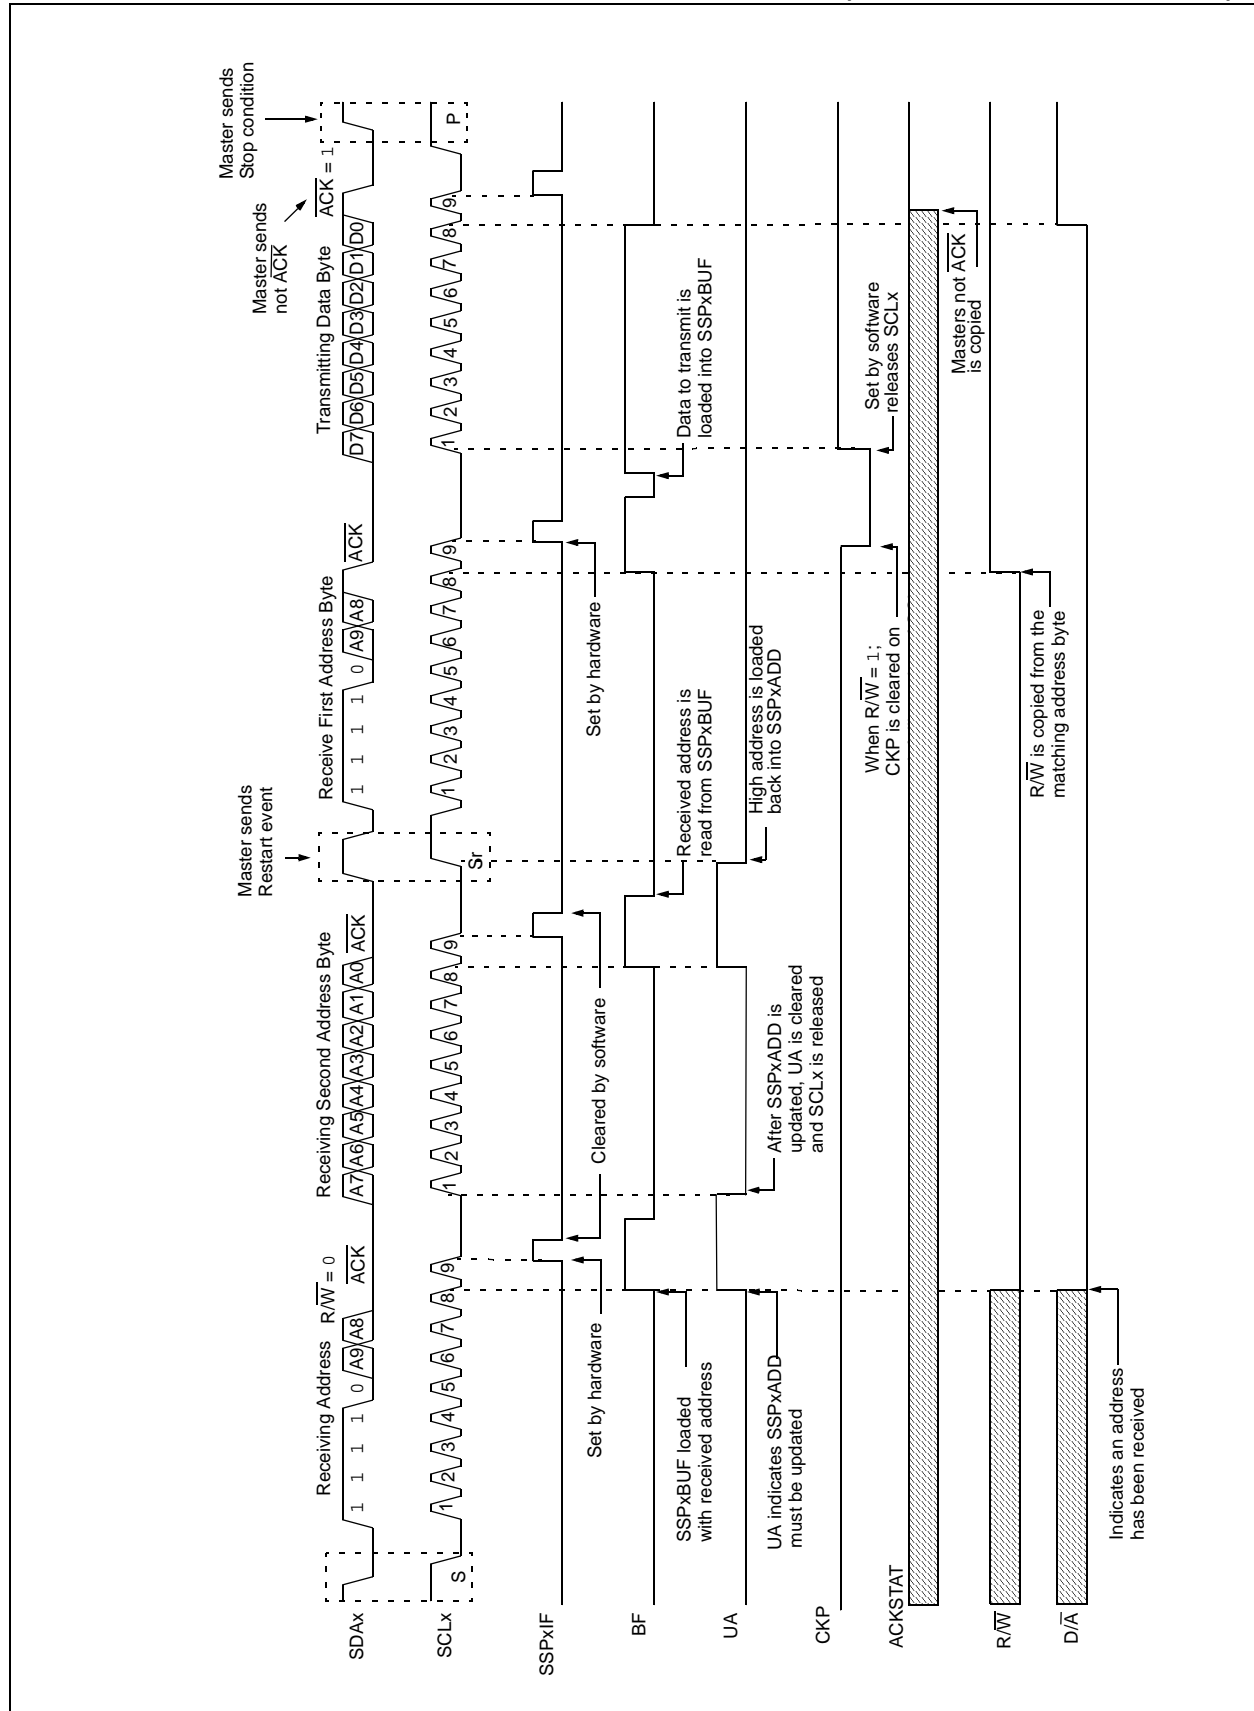 Master sends
Stop condition
Master sends
not A̅C̅K̅
A̅C̅K̅ = 1
Master sends
Restart event
Receiving Address
R/W̅ = 0
Receiving Second Address Byte
Receive First Address Byte
Transmitting Data Byte
SDAx
1 1 1 1 0 A9 A8 A̅C̅K̅
A7 A6 A5 A4 A3 A2 A1 A0 A̅C̅K̅
1 1 1 1 0 A9 A8 A̅C̅K̅
D7 D6 D5 D4 D3 D2 D1 D0
SCLx
S 1 2 3 4 5 6 7 8 9
1 2 3 4 5 6 7 8 9
Sr 1 2 3 4 5 6 7 8 9
1 2 3 4 5 6 7 8 9 P
SSPxIF
Set by hardware
Cleared by software
Set by hardware
BF
SSPxBUF loaded
with received address
Received address is
read from SSPxBUF
Data to transmit is
loaded into SSPxBUF
UA
UA indicates SSPxADD
must be updated
After SSPxADD is
updated, UA is cleared
and SCLx is released
High address is loaded
back into SSPxADD
CKP
When R/W̅ = 1;
CKP is cleared on
Set by software
releases SCLx
ACKSTAT
Masters not A̅C̅K̅
is copied
R/W̅
R/W̅ is copied from the
matching address byte
D/A̅
Indicates an address
has been received